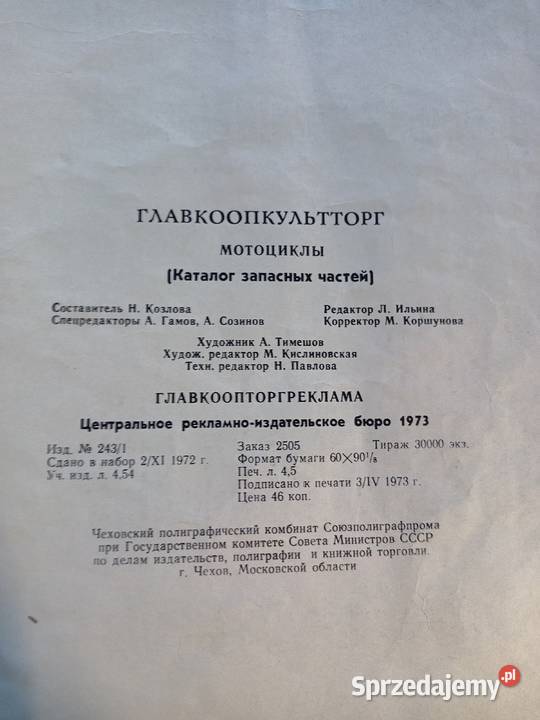 ГЛАВКООПКУЛЬТТОРГ
МОТОЦИКЛЫ
(Каталог запасных частей)
Составитель Н. Козлова
Спецредакторы А. Гамов, А. Созинов
Редактор Л. Ильина
Корректор М. Коршунова
Художник А. Тимешов
Худож. редактор М. Кислиновская
Техн. редактор Н. Павлова
ГЛАВКООПТОРГРЕКЛАМА
Центральное рекламно-издательское бюро 1973
Изд. № 243/I
Сдано в набор 2/XI 1972 г.
Уч. изд. л. 4,54
Заказ 2505 Тираж 30000 экз.
Формат бумаги 60×90¹/₈
Печ. л. 4,5
Подписано к печати 3/IV 1973 г.
Цена 46 коп.
Чеховский полиграфический комбинат Союзполиграфпрома
при Государственном комитете Совета Министров СССР
по делам издательств, полиграфии и книжной торговли.
г. Чехов, Московской области
Sprzedajemy.pl